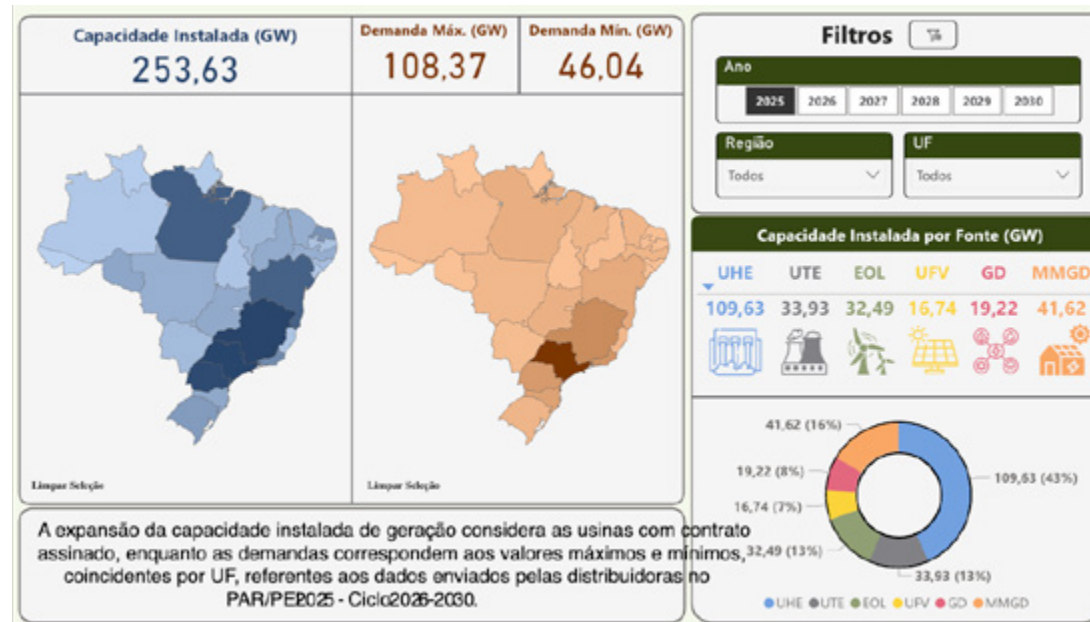 Capacidade Instalada (GW)
253,63
Demanda Máx. (GW)
108,37
Demanda Min. (GW)
46,04
Limpar Seleção
Limpar Seleção
A expansão da capacidade instalada de geração considera as usinas com contrato
assinado, enquanto as demandas correspondem aos valores máximos e mínimos,
coincidentes por UF, referentes aos dados enviados pelas distribuidoras no
PAR/PEL2025 - Ciclo2026-2030.
Filtros
Ano
2025 2026 2027 2028 2029 2030
Região
Todos
UF
Todos
Capacidade Instalada por Fonte (GW)
UHE UTE EOL UFV GD MMGD
109,63 33,93 32,49 16,74 19,22 41,62
41,62 (16%)
19,22 (8%)
16,74 (7%)
32,49 (13%)
33,93 (13%)
109,63 (43%)
UHE UTE EOL UFV GD MMGD